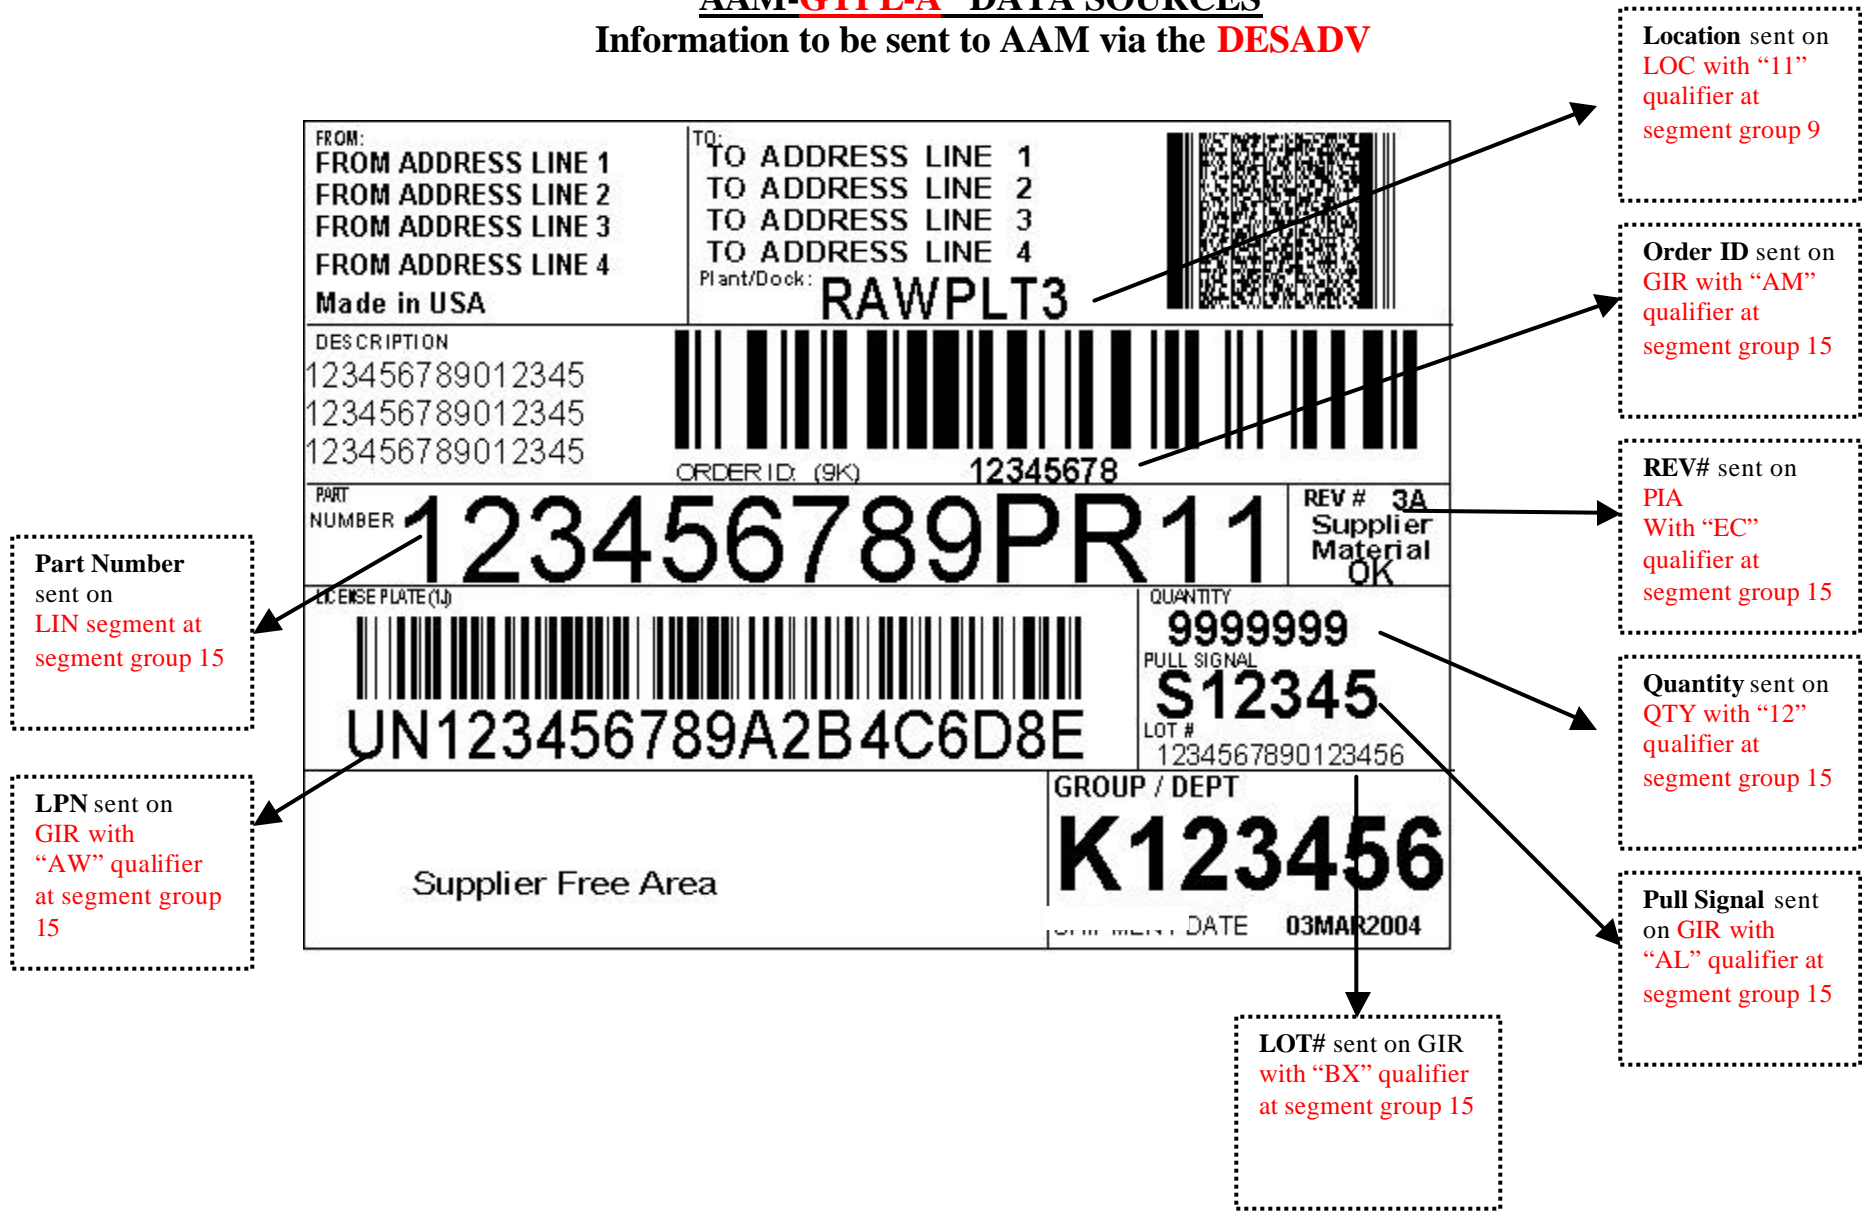 AAM-GTPL-A DATA SOURCES
Information to be sent to AAM via the DESADV
Location sent on
LOC with “11”
qualifier at
segment group 9
FROM:
FROM ADDRESS LINE 1
FROM ADDRESS LINE 2
FROM ADDRESS LINE 3
FROM ADDRESS LINE 4
Made in USA
TO:
TO ADDRESS LINE 1
TO ADDRESS LINE 2
TO ADDRESS LINE 3
TO ADDRESS LINE 4
Plant/Dock:
RAWPLT3
Order ID sent on
GIR with “AM”
qualifier at
segment group 15
DESCRIPTION
123456789012345
123456789012345
123456789012345
ORDER ID: (9K) 12345678
PART
NUMBER
123456789PR11
REV # 3A
Supplier
Material
OK
REV# sent on
PIA
With “EC”
qualifier at
segment group 15
Part Number
sent on
LIN segment at
segment group 15
LICENSE PLATE (1J)
UN123456789A2B4C6D8E
QUANTITY
9999999
PULL SIGNAL
S12345
LOT #
1234567890123456
Quantity sent on
QTY with “12”
qualifier at
segment group 15
LPN sent on
GIR with
“AW” qualifier
at segment group
15
Supplier Free Area
GROUP / DEPT
K123456
SHIPMENT DATE 03MAR2004
Pull Signal sent
on GIR with
“AL” qualifier at
segment group 15
LOT# sent on GIR
with “BX” qualifier
at segment group 15